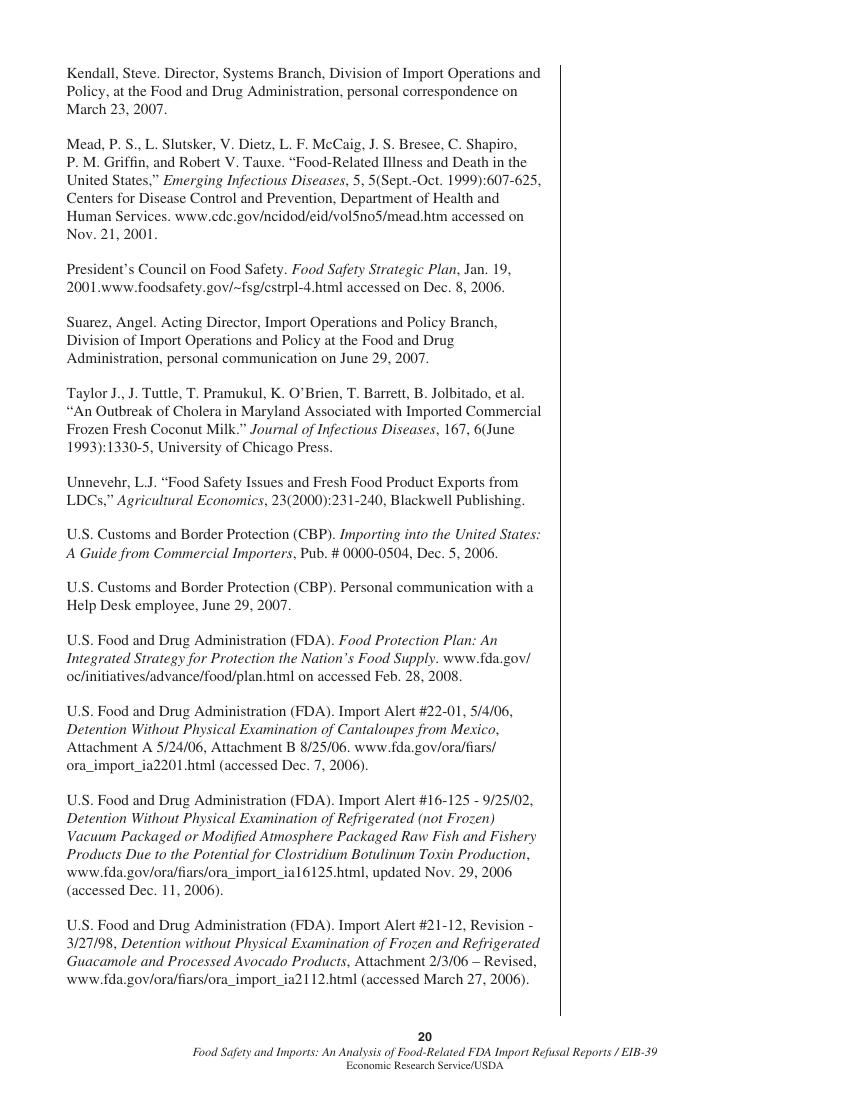 Kendall, Steve. Director, Systems Branch, Division of Import Operations and
Policy, at the Food and Drug Administration, personal correspondence on
March 23, 2007.
Mead, P. S., L. Slutsker, V. Dietz, L. F. McCaig, J. S. Bresee, C. Shapiro,
P. M. Griffin, and Robert V. Tauxe. “Food-Related Illness and Death in the
United States,” Emerging Infectious Diseases, 5, 5(Sept.-Oct. 1999):607-625,
Centers for Disease Control and Prevention, Department of Health and
Human Services. www.cdc.gov/ncidod/eid/vol5no5/mead.htm accessed on
Nov. 21, 2001.
President’s Council on Food Safety. Food Safety Strategic Plan, Jan. 19,
2001.www.foodsafety.gov/~fsg/cstrpl-4.html accessed on Dec. 8, 2006.
Suarez, Angel. Acting Director, Import Operations and Policy Branch,
Division of Import Operations and Policy at the Food and Drug
Administration, personal communication on June 29, 2007.
Taylor J., J. Tuttle, T. Pramukul, K. O’Brien, T. Barrett, B. Jolbitado, et al.
“An Outbreak of Cholera in Maryland Associated with Imported Commercial
Frozen Fresh Coconut Milk.” Journal of Infectious Diseases, 167, 6(June
1993):1330-5, University of Chicago Press.
Unnevehr, L.J. “Food Safety Issues and Fresh Food Product Exports from
LDCs,” Agricultural Economics, 23(2000):231-240, Blackwell Publishing.
U.S. Customs and Border Protection (CBP). Importing into the United States:
A Guide from Commercial Importers, Pub. # 0000-0504, Dec. 5, 2006.
U.S. Customs and Border Protection (CBP). Personal communication with a
Help Desk employee, June 29, 2007.
U.S. Food and Drug Administration (FDA). Food Protection Plan: An
Integrated Strategy for Protection the Nation’s Food Supply. www.fda.gov/
oc/initiatives/advance/food/plan.html on accessed Feb. 28, 2008.
U.S. Food and Drug Administration (FDA). Import Alert #22-01, 5/4/06,
Detention Without Physical Examination of Cantaloupes from Mexico,
Attachment A 5/24/06, Attachment B 8/25/06. www.fda.gov/ora/fiars/
ora_import_ia2201.html (accessed Dec. 7, 2006).
U.S. Food and Drug Administration (FDA). Import Alert #16-125 - 9/25/02,
Detention Without Physical Examination of Refrigerated (not Frozen)
Vacuum Packaged or Modified Atmosphere Packaged Raw Fish and Fishery
Products Due to the Potential for Clostridium Botulinum Toxin Production,
www.fda.gov/ora/fiars/ora_import_ia16125.html, updated Nov. 29, 2006
(accessed Dec. 11, 2006).
U.S. Food and Drug Administration (FDA). Import Alert #21-12, Revision -
3/27/98, Detention without Physical Examination of Frozen and Refrigerated
Guacamole and Processed Avocado Products, Attachment 2/3/06 – Revised,
www.fda.gov/ora/fiars/ora_import_ia2112.html (accessed March 27, 2006).
20
Food Safety and Imports: An Analysis of Food-Related FDA Import Refusal Reports / EIB-39
Economic Research Service/USDA